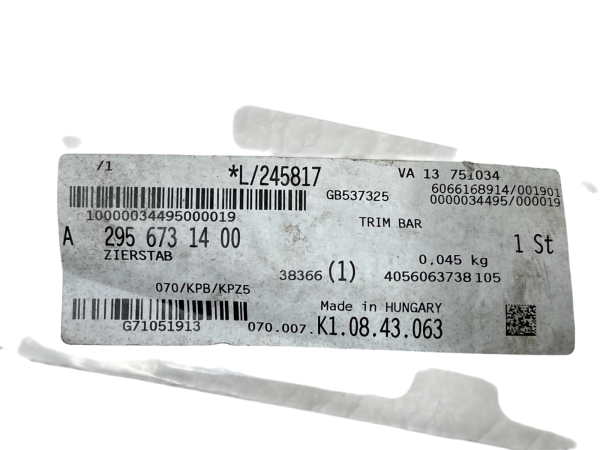 /1
*L/245817
VA 13 751034
10000034495000019
GB537325
6066168914/001901
0000034495/000019
TRIM BAR
A 295 673 14 00
1 St
ZIERSTAB
38366 (1)
0.045 kg
4056063738105
070/KPB/KPZ5
Made in HUNGARY
G71051913
070.007.K1.08.43.063